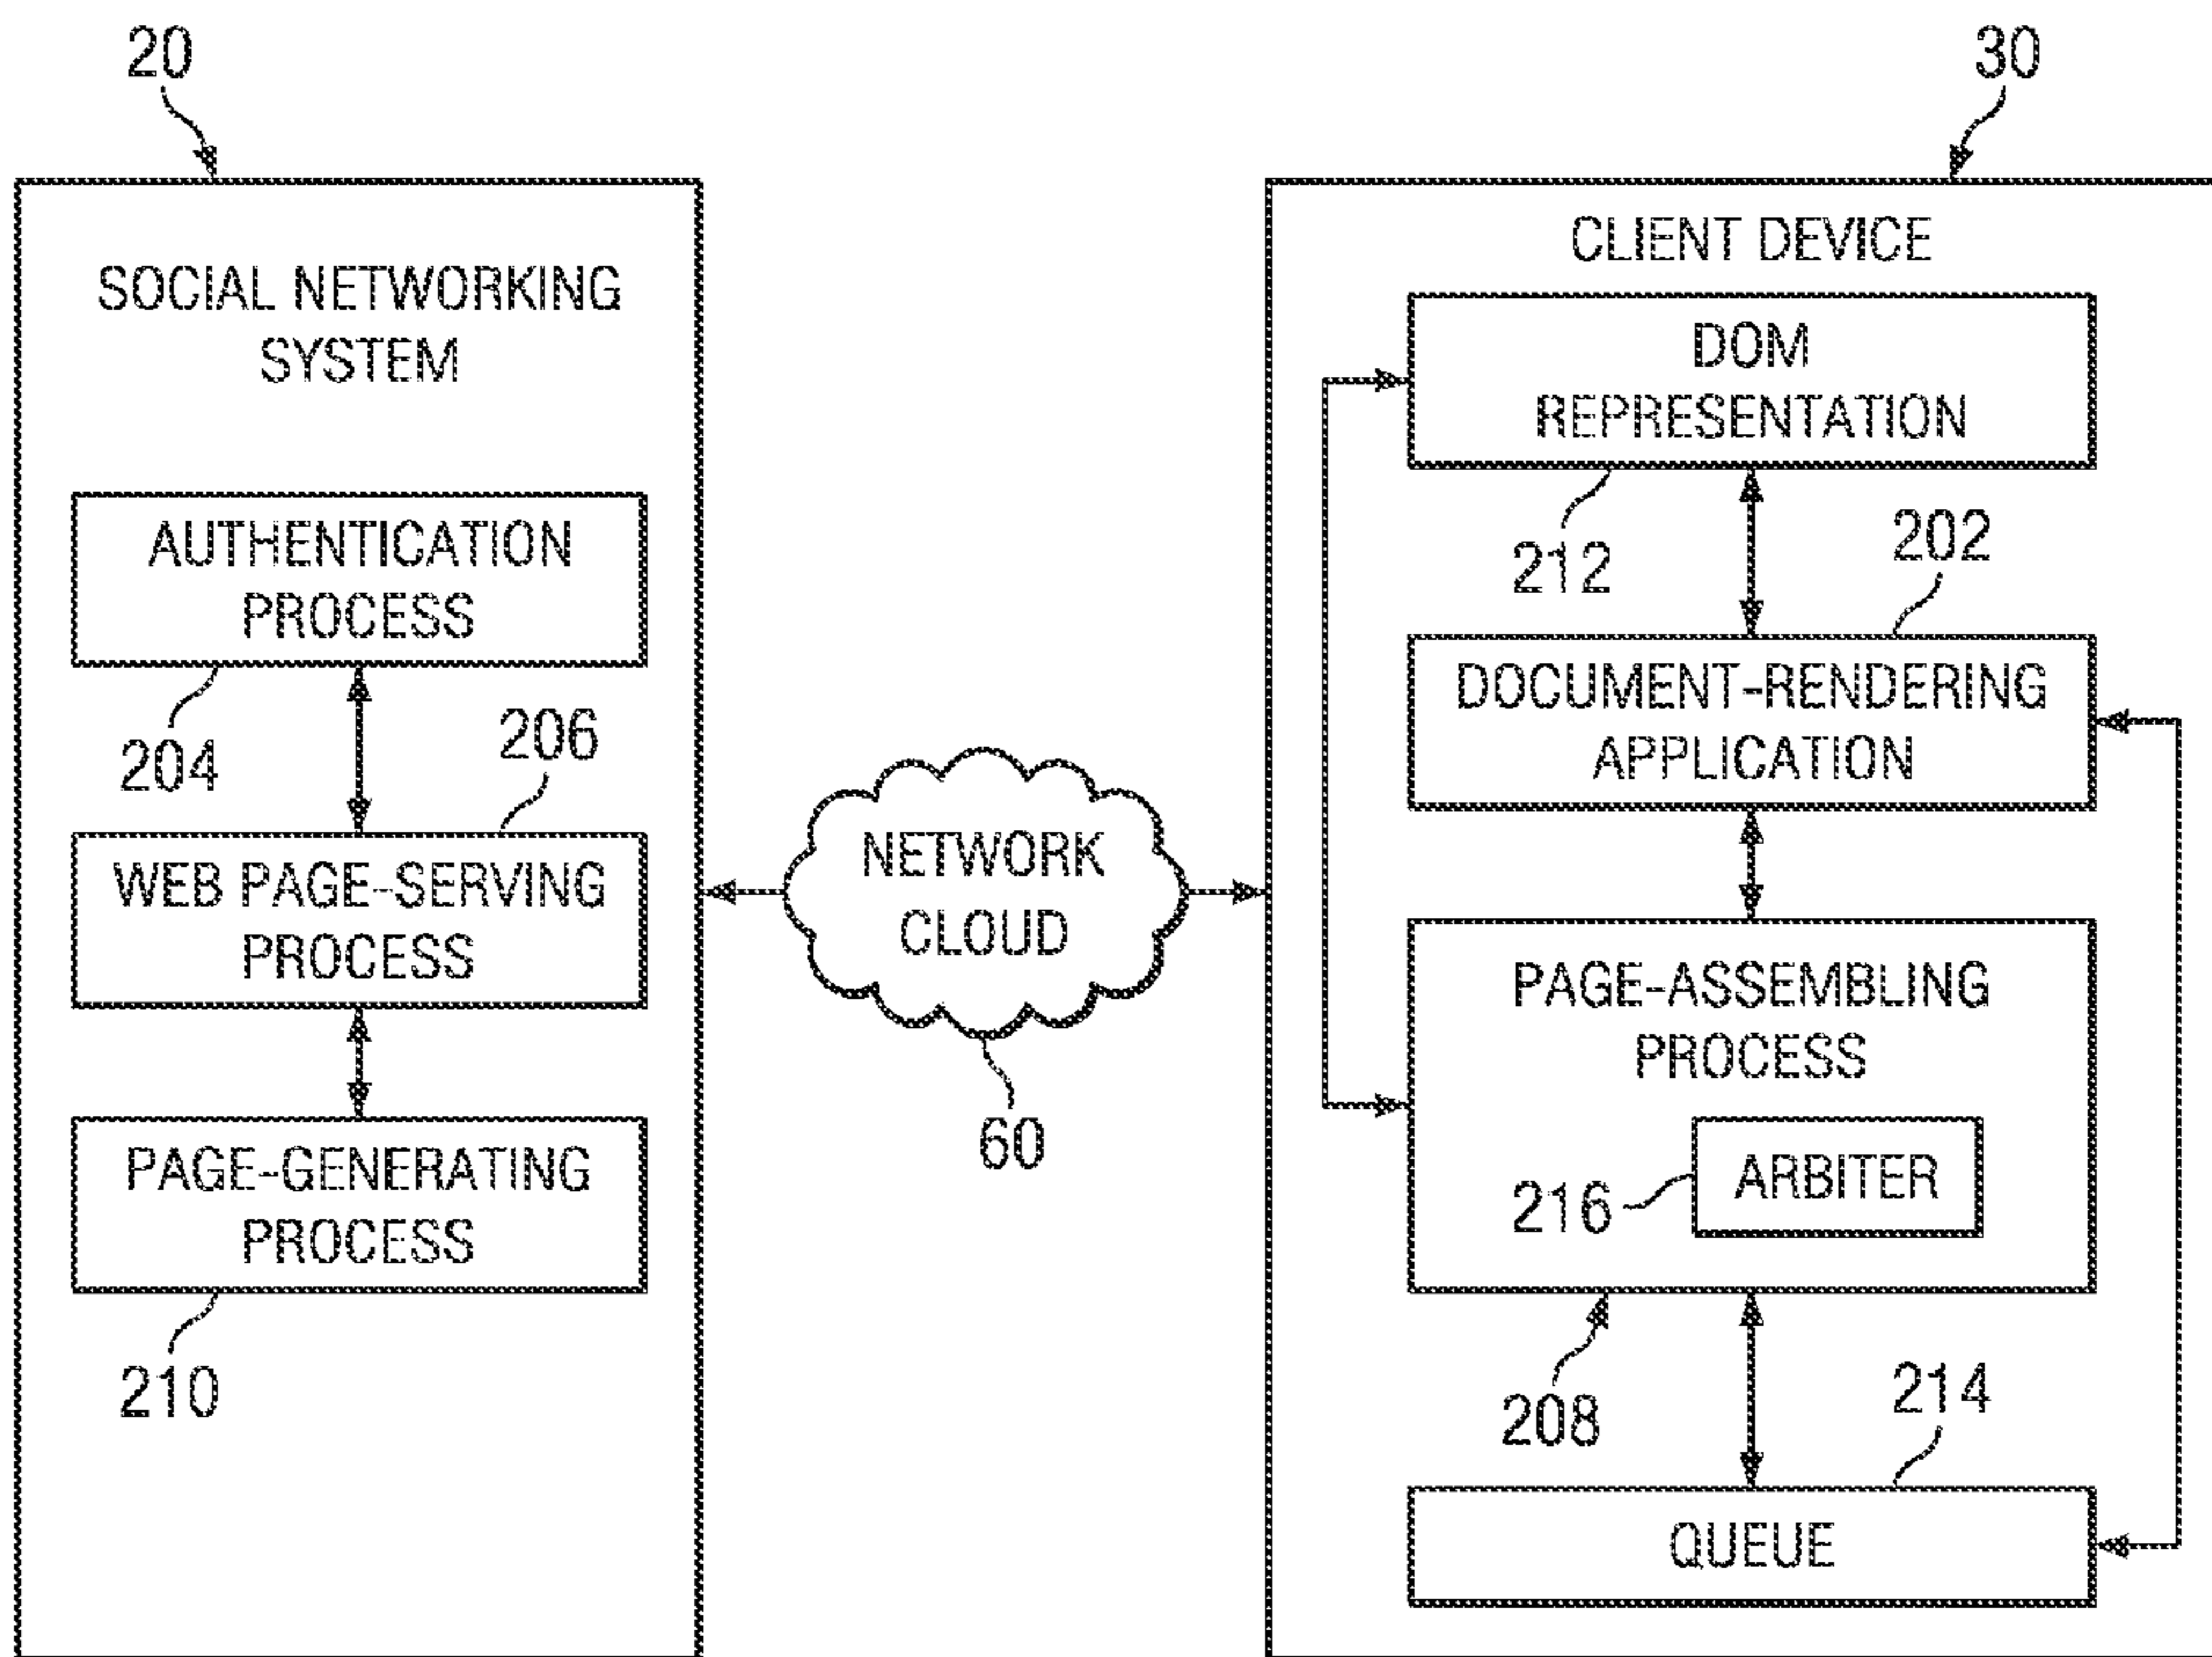 20
SOCIAL NETWORKING
SYSTEM
AUTHENTICATION
PROCESS
204
206
WEB PAGE-SERVING
PROCESS
PAGE-GENERATING
PROCESS
210
NETWORK
CLOUD
60
30
CLIENT DEVICE
DOM
REPRESENTATION
212
202
DOCUMENT-RENDERING
APPLICATION
PAGE-ASSEMBLING
PROCESS
216
ARBITER
208
214
QUEUE